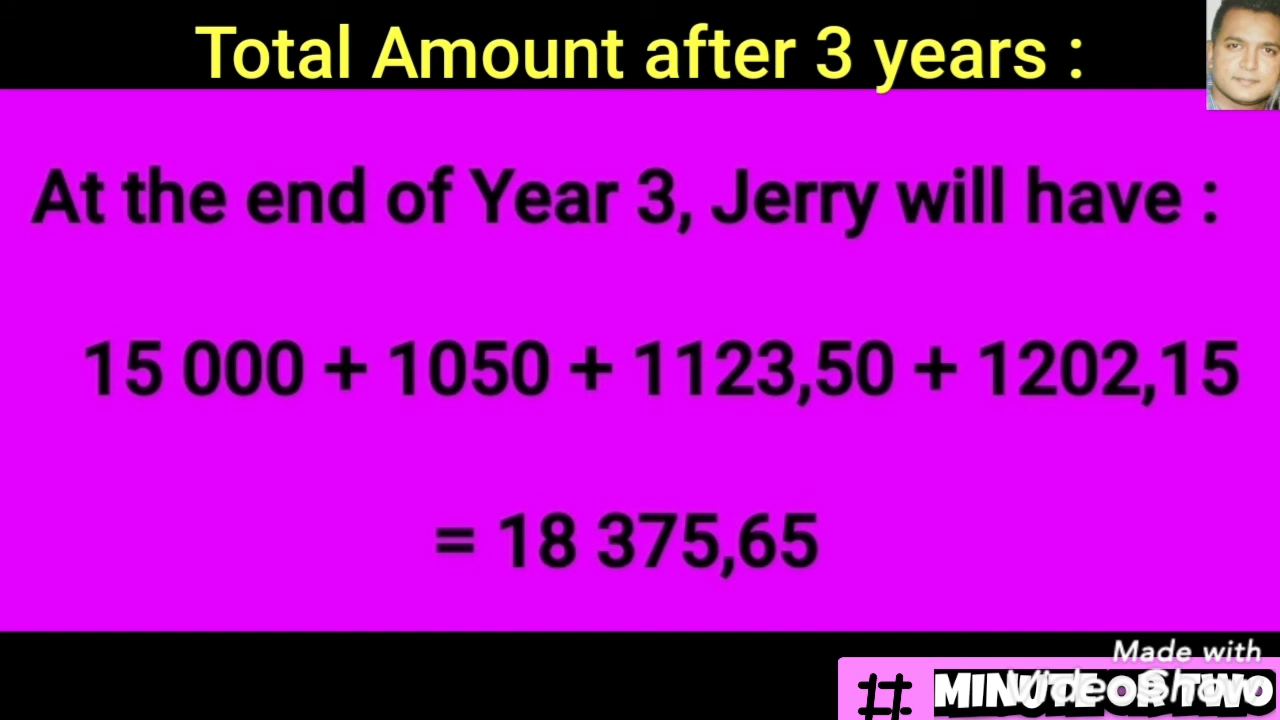 Total Amount after 3 years :
At the end of Year 3, Jerry will have :
15 000 + 1050 + 1123,50 + 1202,15
= 18 375,65
Made with
VideoShow
# MINUTE OR TWO